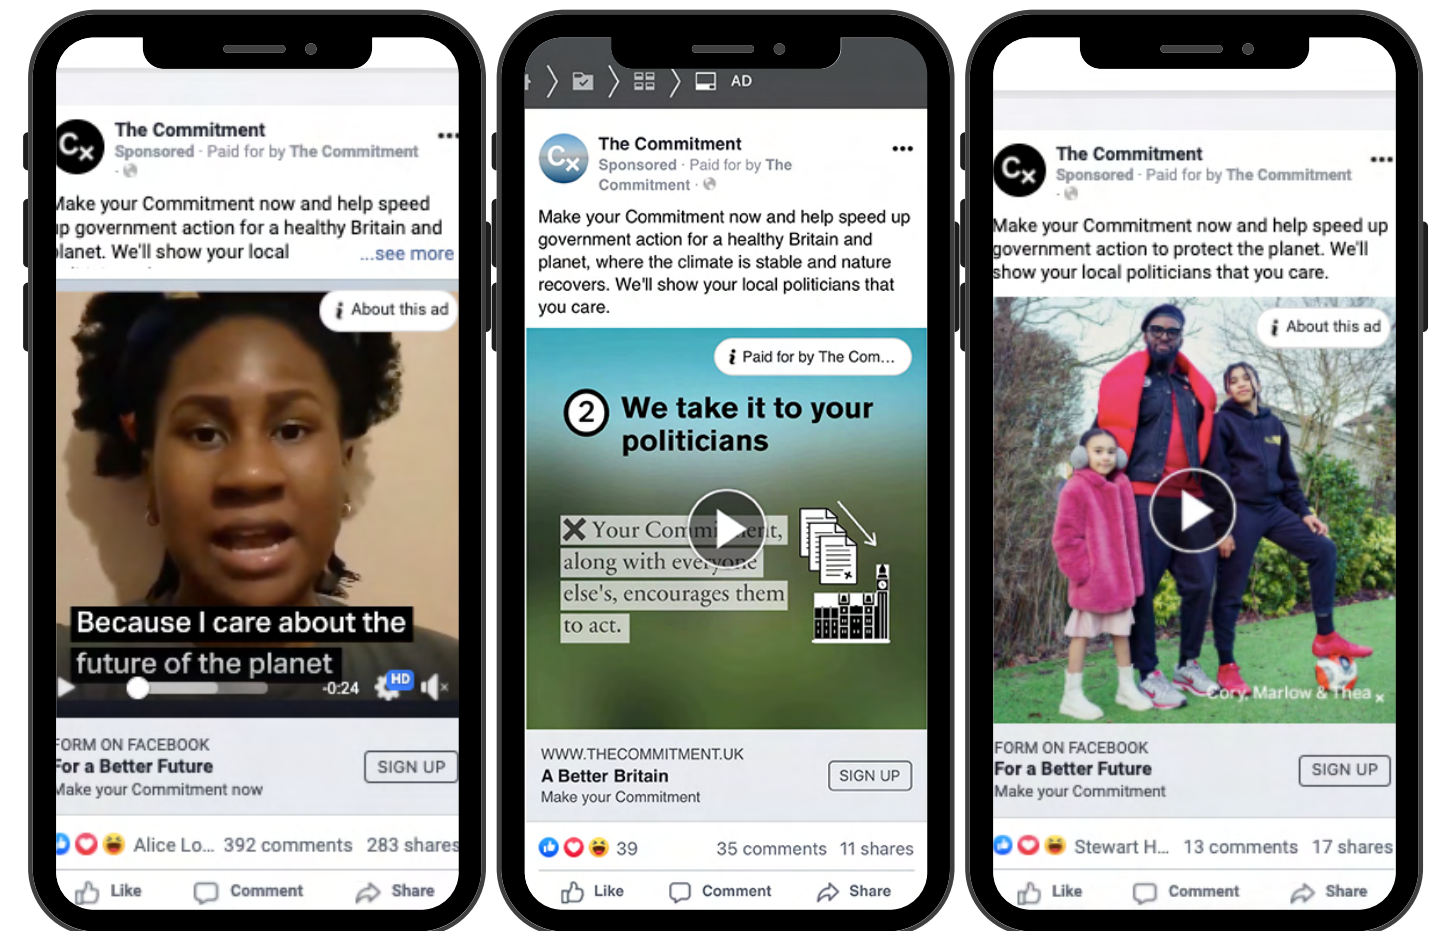 Cx
The Commitment
Sponsored · Paid for by The Commitment
Make your Commitment now and help speed
up government action for a healthy Britain and
planet. We'll show your local ...see more
i About this ad
Because I care about the
future of the planet
-0:24 HD
FORM ON FACEBOOK
For a Better Future
Make your Commitment now
SIGN UP
Alice Lo... 392 comments 283 shares
Like Comment Share
AD
Cx
The Commitment
Sponsored · Paid for by The
Commitment ·
Make your Commitment now and help speed up
government action for a healthy Britain and
planet, where the climate is stable and nature
recovers. We'll show your local politicians that
you care.
i Paid for by The Com...
2 We take it to your
politicians
Your Commitment,
along with everyone
else's, encourages them
to act.
WWW.THECOMMITMENT.UK
A Better Britain
Make your Commitment
SIGN UP
39 35 comments 11 shares
Like Comment Share
Cx
The Commitment
Sponsored · Paid for by The Commitment
Make your Commitment now and help speed up
government action to protect the planet. We'll
show your local politicians that you care.
i About this ad
Cory, Marlow & Thea x
FORM ON FACEBOOK
For a Better Future
Make your Commitment
SIGN UP
Stewart H... 13 comments 17 shares
Like Comment Share